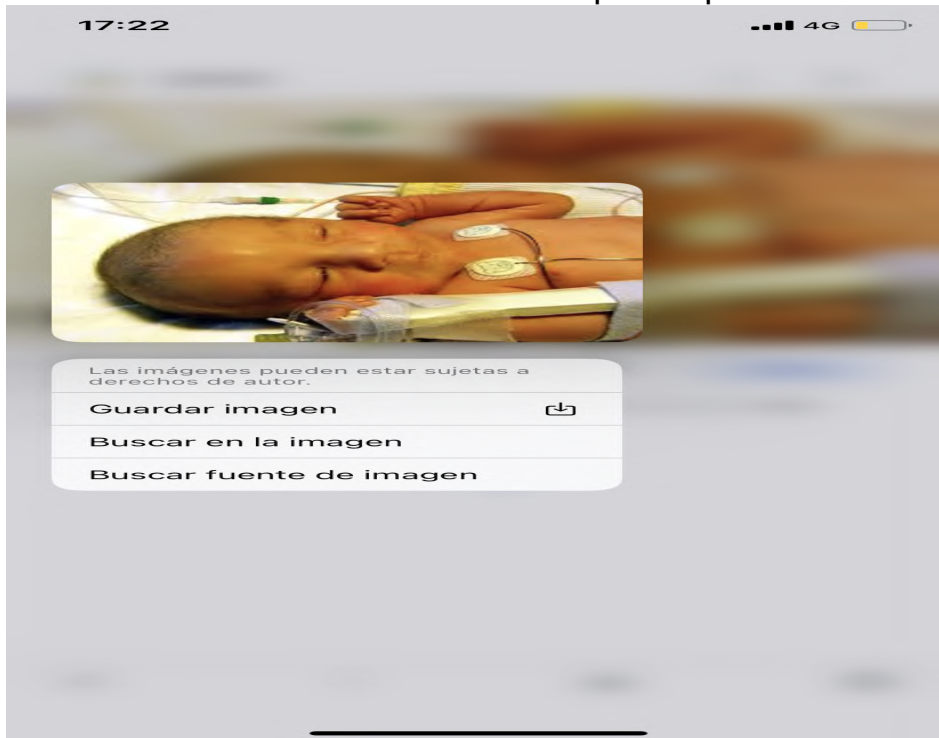 17:22
4G
Las imágenes pueden estar sujetas a
derechos de autor.
Guardar imagen
Buscar en la imagen
Buscar fuente de imagen